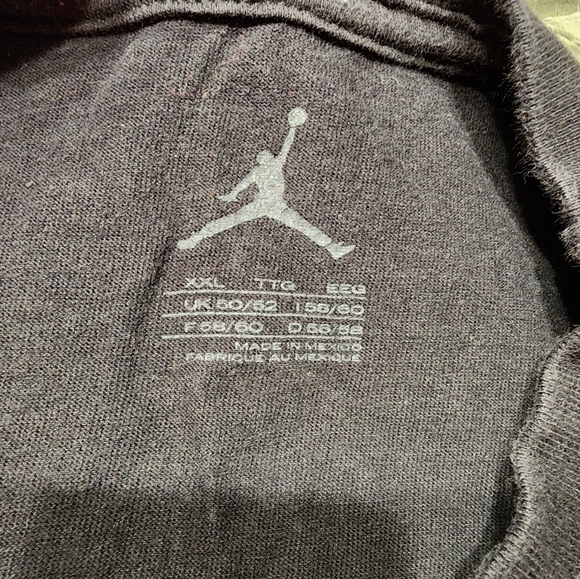 XXL TTG EEG
UK 50/52 I 58/60
F 58/60 D 56/58
MADE IN MEXICO
FABRIQUE AU MEXIQUE